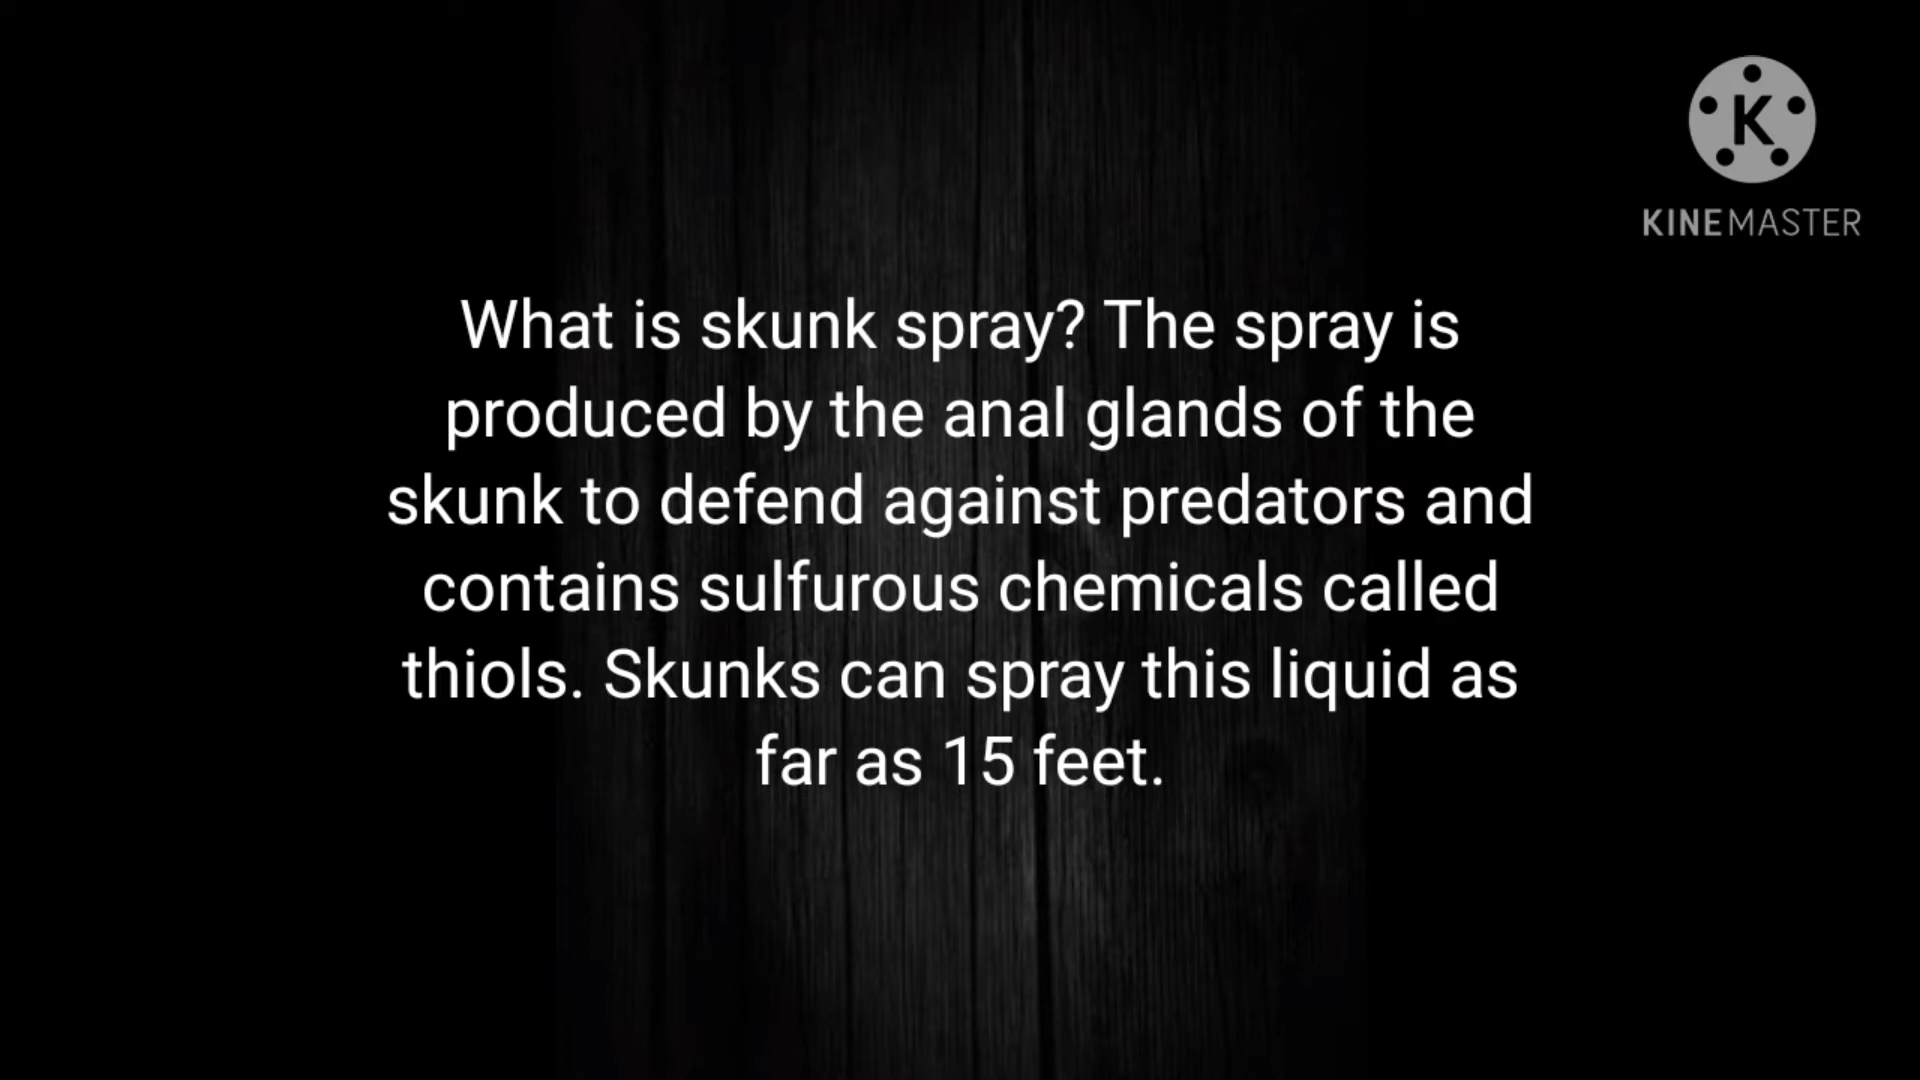 K
KINEMASTER
What is skunk spray? The spray is
produced by the anal glands of the
skunk to defend against predators and
contains sulfurous chemicals called
thiols. Skunks can spray this liquid as
far as 15 feet.